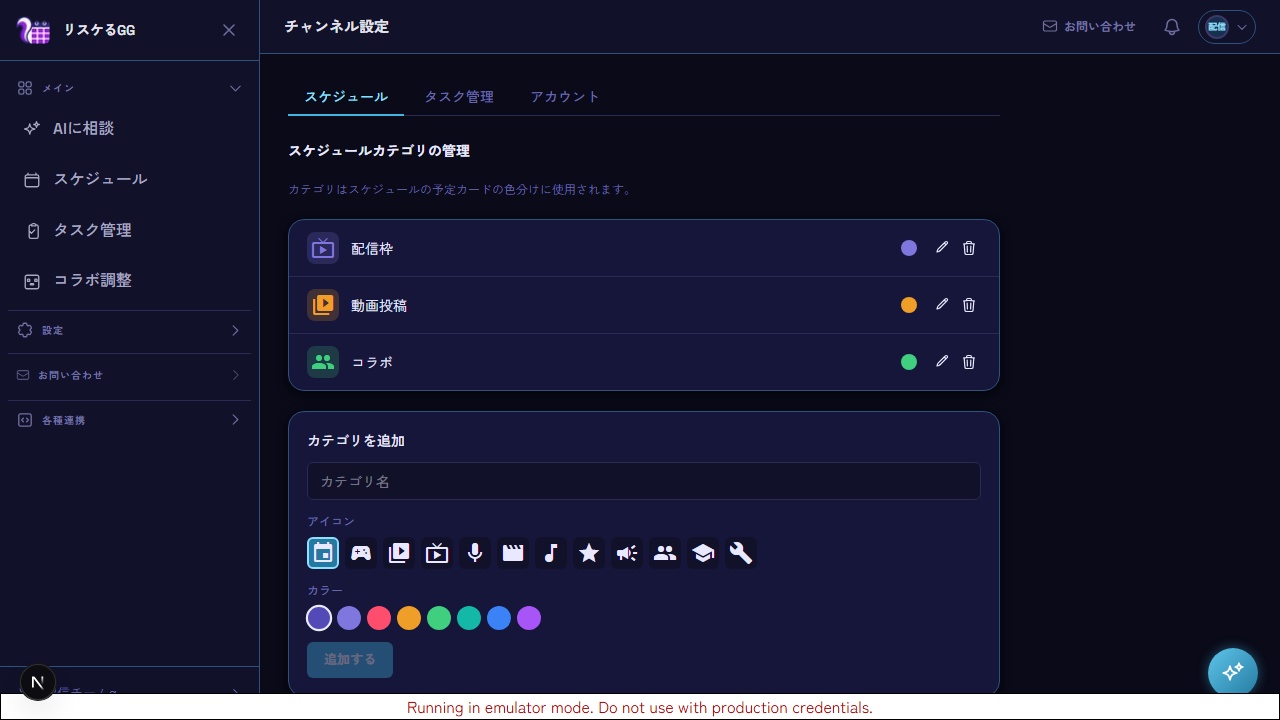 リスケるGG
チャンネル設定
お問い合わせ
配信
メイン
AIに相談
スケジュール
タスク管理
コラボ調整
設定
お問い合わせ
各種連携
スケジュール
タスク管理
アカウント
スケジュールカテゴリの管理
カテゴリはスケジュールの予定カードの色分けに使用されます。
配信枠
動画投稿
コラボ
カテゴリを追加
カテゴリ名
アイコン
カラー
追加する
N
Running in emulator mode. Do not use with production credentials.